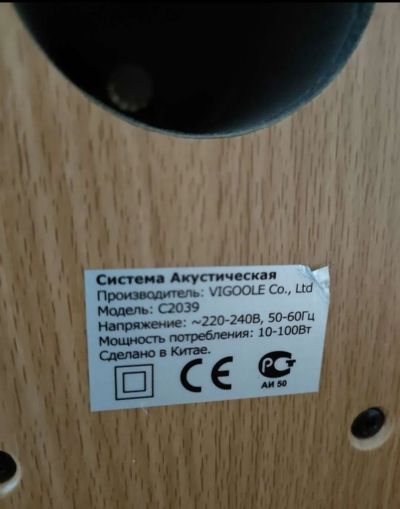 Система Акустическая
Производитель: VIGOOLE Co., Ltd
Модель: C2039
Напряжение: ~220-240В, 50-60Гц
Мощность потребления: 10-100Вт
Сделано в Китае.
CE РСТ
АИ 50